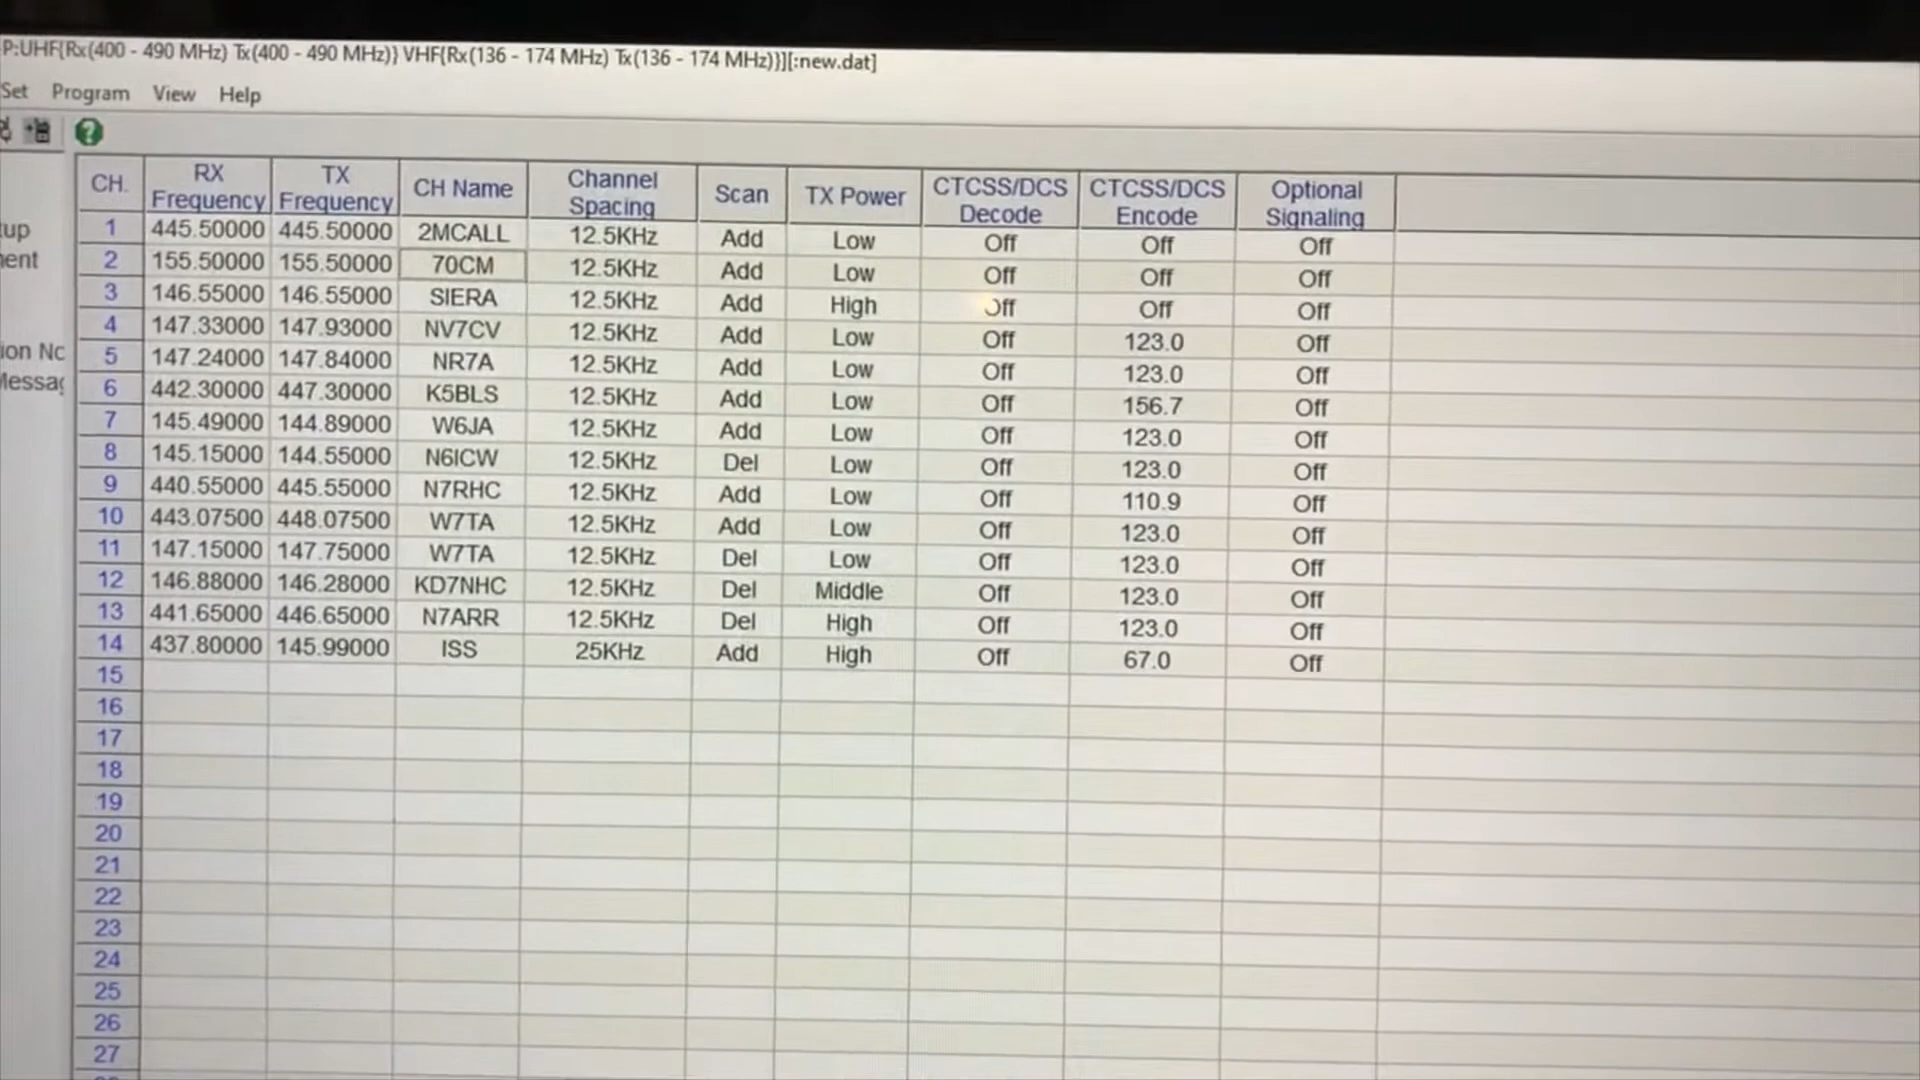 P:UHF{Rx(400 - 490 MHz) Tx(400 - 490 MHz)} VHF{Rx(136 - 174 MHz) Tx(136 - 174 MHz)}][:new.dat]
Set Program View Help
CH. RX Frequency TX Frequency CH Name Channel Spacing Scan TX Power CTCSS/DCS Decode CTCSS/DCS Encode Optional Signaling
1 445.50000 445.50000 2MCALL 12.5KHz Add Low Off Off Off
2 155.50000 155.50000 70CM 12.5KHz Add Low Off Off Off
3 146.55000 146.55000 SIERA 12.5KHz Add High Off Off Off
4 147.33000 147.93000 NV7CV 12.5KHz Add Low Off 123.0 Off
5 147.24000 147.84000 NR7A 12.5KHz Add Low Off 123.0 Off
6 442.30000 447.30000 K5BLS 12.5KHz Add Low Off 156.7 Off
7 145.49000 144.89000 W6JA 12.5KHz Add Low Off 123.0 Off
8 145.15000 144.55000 N6ICW 12.5KHz Del Low Off 123.0 Off
9 440.55000 445.55000 N7RHC 12.5KHz Add Low Off 110.9 Off
10 443.07500 448.07500 W7TA 12.5KHz Add Low Off 123.0 Off
11 147.15000 147.75000 W7TA 12.5KHz Del Low Off 123.0 Off
12 146.88000 146.28000 KD7NHC 12.5KHz Del Middle Off 123.0 Off
13 441.65000 446.65000 N7ARR 12.5KHz Del High Off 123.0 Off
14 437.80000 145.99000 ISS 25KHz Add High Off 67.0 Off
15
16
17
18
19
20
21
22
23
24
25
26
27
up
ent
ion Nc
Messag